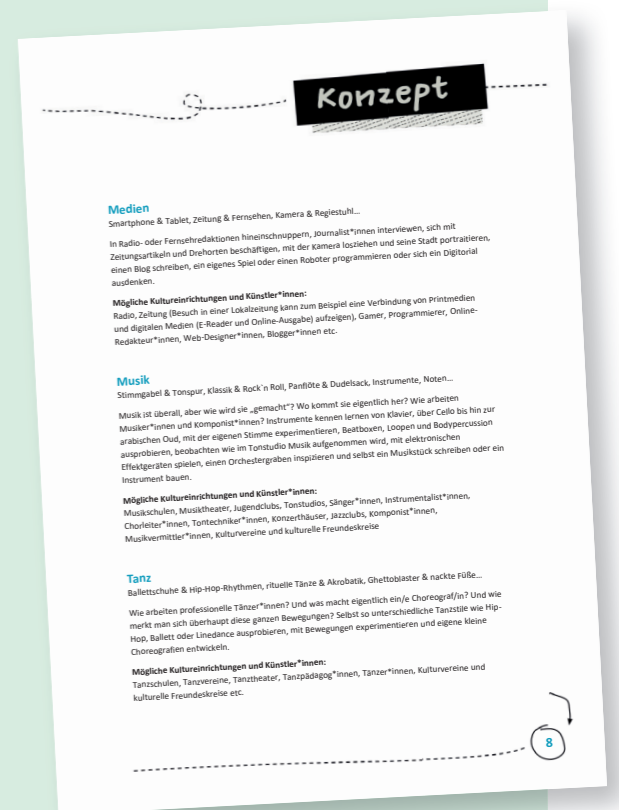 Konzept
Medien
Smartphone & Tablet, Zeitung & Fernsehen, Kamera & Regiestuhl...
In Radio- oder Fernsehredaktionen hineinschnuppern, Journalist*innen interviewen, sich mit
Zeitungsartikeln und Drehorten beschäftigen, mit der Kamera losziehen und seine Stadt portraitieren,
einen Blog schreiben, ein eigenes Spiel oder einen Roboter programmieren oder sich ein Digitorial
ausdenken.
Mögliche Kultureinrichtungen und Künstler*innen:
Radio, Zeitung (Besuch in einer Lokalzeitung kann zum Beispiel eine Verbindung von Printmedien
und digitalen Medien (E-Reader und Online-Ausgabe) aufzeigen), Gamer, Programmierer, Online-
Redakteur*innen, Web-Designer*innen, Blogger*innen etc.
Musik
Stimmgabel & Tonspur, Klassik & Rock`n Roll, Panflöte & Dudelsack, Instrumente, Noten...
Musik ist überall, aber wie wird sie „gemacht“? Wo kommt sie eigentlich her? Wie arbeiten
Musiker*innen und Komponist*innen? Instrumente kennen lernen von Klavier, über Cello bis hin zur
arabischen Oud, mit der eigenen Stimme experimentieren, Beatboxen, Loopen und Bodypercussion
ausprobieren, beobachten wie im Tonstudio Musik aufgenommen wird, mit elektronischen
Effektgeräten spielen, einen Orchestergraben inspizieren und selbst ein Musikstück schreiben oder ein
Instrument bauen.
Mögliche Kultureinrichtungen und Künstler*innen:
Musikschulen, Musiktheater, Jugendclubs, Tonstudios, Sänger*innen, Instrumentalist*innen,
Chorleiter*innen, Tontechniker*innen, Konzerthäuser, Jazzclubs, Komponist*innen,
Musikvermittler*innen, Kulturvereine und kulturelle Freundeskreise
Tanz
Ballettschuhe & Hip-Hop-Rhythmen, rituelle Tänze & Akrobatik, Ghettoblaster & nackte Füße...
Wie arbeiten professionelle Tänzer*innen? Und was macht eigentlich ein/e Choreograf/in? Und wie
merkt man sich überhaupt diese ganzen Bewegungen? Selbst so unterschiedliche Tanzstile wie Hip-
Hop, Ballett oder Linedance ausprobieren, mit Bewegungen experimentieren und eigene kleine
Choreografien entwickeln.
Mögliche Kultureinrichtungen und Künstler*innen:
Tanzschulen, Tanzvereine, Tanztheater, Tanzpädagog*innen, Tänzer*innen, Kulturvereine und
kulturelle Freundeskreise etc.
8